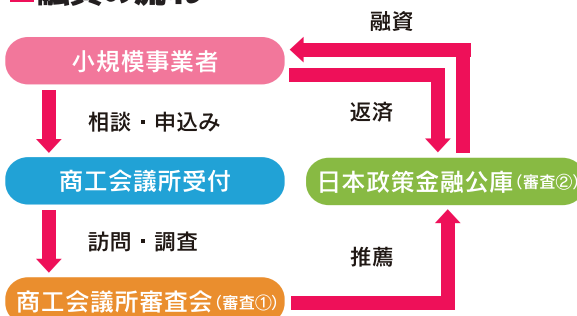 ■融資の流れ
融資
小規模事業者
相談・申込み
返済
商工会議所受付
日本政策金融公庫(審査②)
訪問・調査
推薦
商工会議所審査会(審査①)